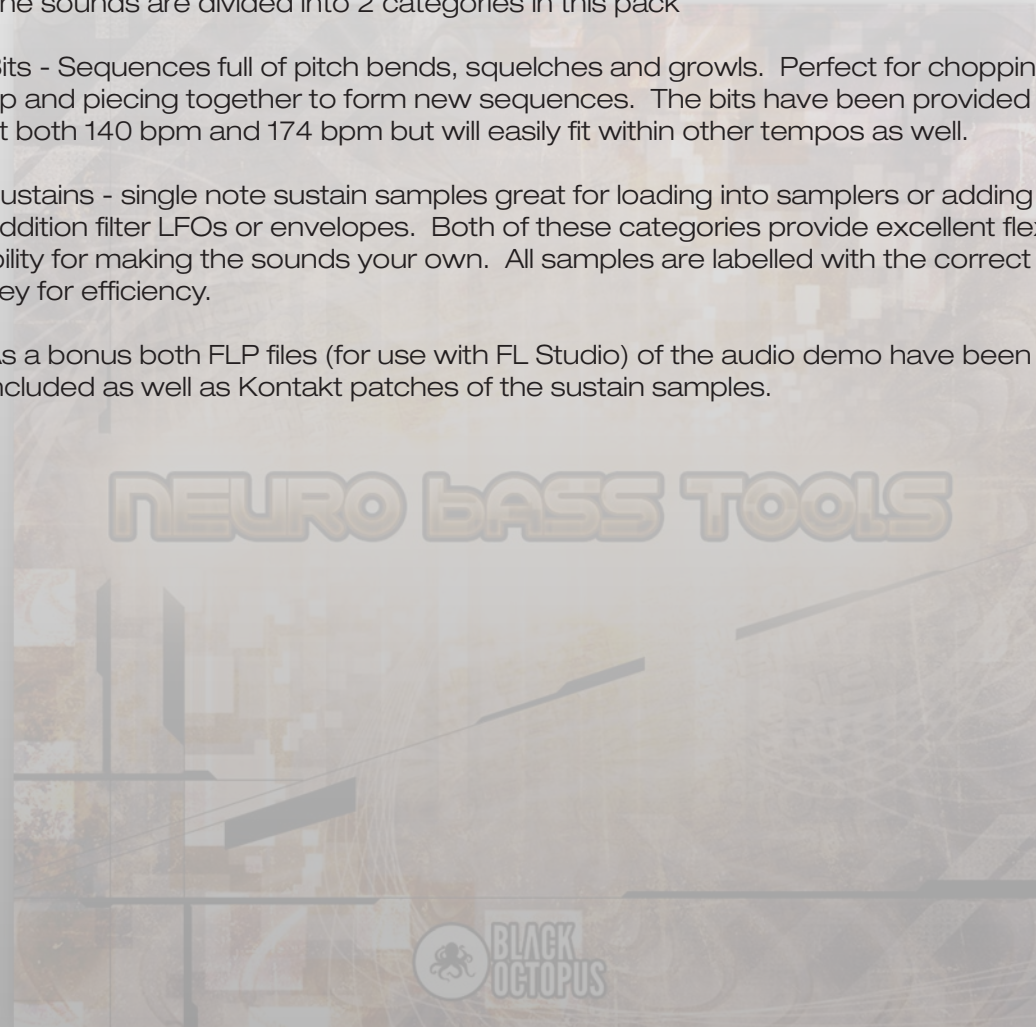 he sounds are divided into 2 categories in this pack
its - Sequences full of pitch bends, squelches and growls.  Perfect for choppin
p and piecing together to form new sequences.  The bits have been provided
t both 140 bpm and 174 bpm but will easily fit within other tempos as well.
ustains - single note sustain samples great for loading into samplers or adding
ddition filter LFOs or envelopes.  Both of these categories provide excellent fle
bility for making the sounds your own.  All samples are labelled with the correct
ey for efficiency.
s a bonus both FLP files (for use with FL Studio) of the audio demo have been
ncluded as well as Kontakt patches of the sustain samples.
NEURO BASS TOOLS
BLACK
OCTOPUS